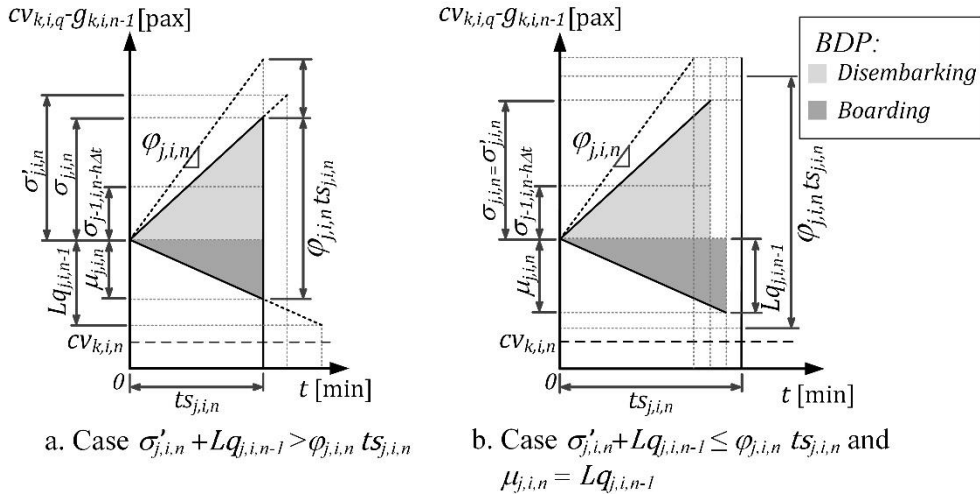 cv_{k,i,q}-g_{k,i,n-1} [pax]
σ'_{j,i,n}
σ_{j,i,n}
σ_{j-1,i,n-hΔt}
φ_{j,i,n}
φ_{j,i,n} ts_{j,i,n}
Lq_{j,i,n-1}
μ_{j,i,n}
cv_{k,i,n}
0
t [min]
ts_{j,i,n}
a. Case σ'_{j,i,n} + Lq_{j,i,n-1} > φ_{j,i,n} ts_{j,i,n}
cv_{k,i,q}-g_{k,i,n-1} [pax]
σ_{j,i,n} = σ'_{j,i,n}
σ_{j-1,i,n-hΔt}
φ_{j,i,n}
φ_{j,i,n} ts_{j,i,n}
μ_{j,i,n}
Lq_{j,i,n-1}
cv_{k,i,n}
0
t [min]
ts_{j,i,n}
b. Case σ'_{j,i,n} + Lq_{j,i,n-1} ≤ φ_{j,i,n} ts_{j,i,n} and
μ_{j,i,n} = Lq_{j,i,n-1}
BDP:
Disembarking
Boarding